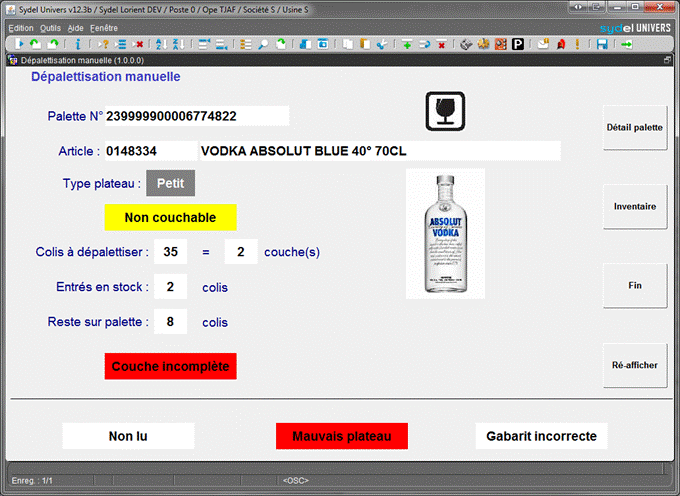 Sydel Univers v12.3b / Sydel Lorient DEV / Poste 0 / Ope TJAF / Société S / Usine S
Edition Outils Aide Fenêtre
sydel UNIVERS
Dépalettisation manuelle (1.0.0.0)
Dépalettisation manuelle
Palette N° 239999900006774822
Détail palette
Article : 0148334 VODKA ABSOLUT BLUE 40° 70CL
Type plateau : Petit
Inventaire
Non couchable
ABSOLUT
VODKA
Colis à dépalettiser : 35 = 2 couche(s)
Entrés en stock : 2 colis
Fin
Reste sur palette : 8 colis
Couche incomplète
Ré-afficher
Non lu
Mauvais plateau
Gabarit incorrecte
Enreg. : 1/1
<OSC>